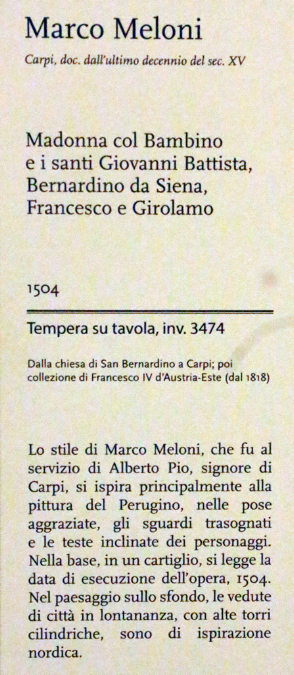 Marco Meloni
Carpi, doc. dall'ultimo decennio del sec. XV
Madonna col Bambino
e i santi Giovanni Battista,
Bernardino da Siena,
Francesco e Girolamo
1504
Tempera su tavola, inv. 3474
Dalla chiesa di San Bernardino a Carpi; poi
collezione di Francesco IV d'Austria-Este (dal 1818)
Lo stile di Marco Meloni, che fu al
servizio di Alberto Pio, signore di
Carpi, si ispira principalmente alla
pittura del Perugino, nelle pose
aggraziate, gli sguardi trasognati
e le teste inclinate dei personaggi.
Nella base, in un cartiglio, si legge la
data di esecuzione dell'opera, 1504.
Nel paesaggio sullo sfondo, le vedute
di città in lontananza, con alte torri
cilindriche, sono di ispirazione
nordica.